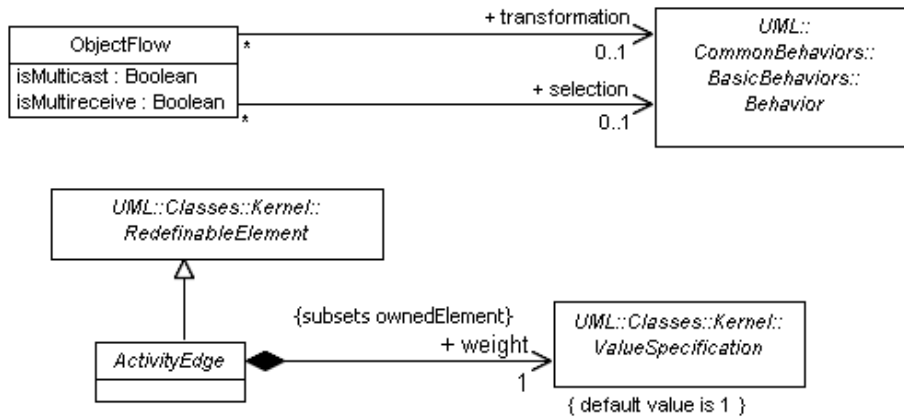 + transformation
ObjectFlow
*
0..1
isMulticast : Boolean
isMultireceive : Boolean
+ selection
*
0..1
UML::
CommonBehaviors::
BasicBehaviors::
Behavior
UML::Classes::Kernel::
RedefinableElement
{subsets ownedElement}
ActivityEdge
+ weight
1
UML::Classes::Kernel::
ValueSpecification
{ default value is 1 }